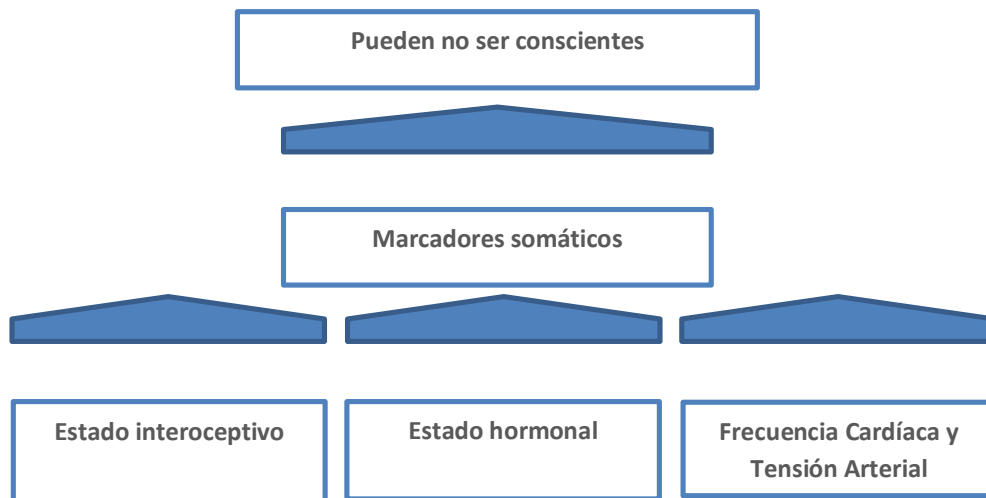 Pueden no ser conscientes
Marcadores somáticos
Estado interoceptivo
Estado hormonal
Frecuencia Cardíaca y
Tensión Arterial